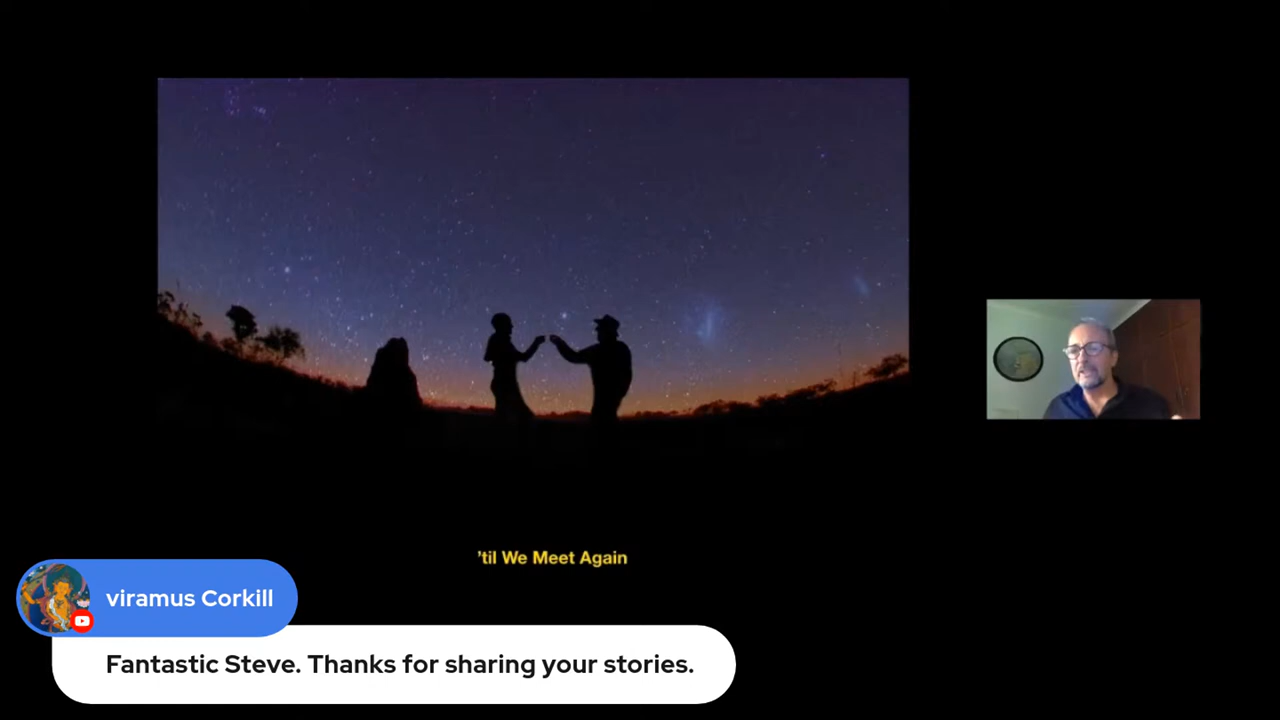 'til We Meet Again
viramus Corkill
Fantastic Steve. Thanks for sharing your stories.